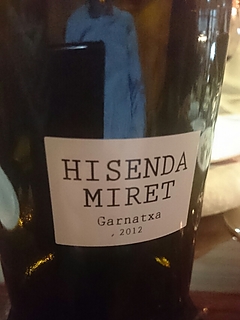 HISENDA
MIRET
Garnatxa
, 2012